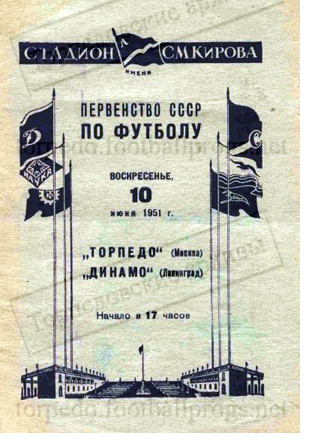 СТАДИОН
ИМЕНИ
С.М.КИРОВА
ПЕРВЕНСТВО СССР
ПО ФУТБОЛУ
ВОСКРЕСЕНЬЕ,
10
июня 1951 г.
„ТОРПЕДО“ (Москва)
„ДИНАМО“ (Ленинград)
Начало в 17 часов
torpedo.footballprogs.net
torpedo.footballprogs.net